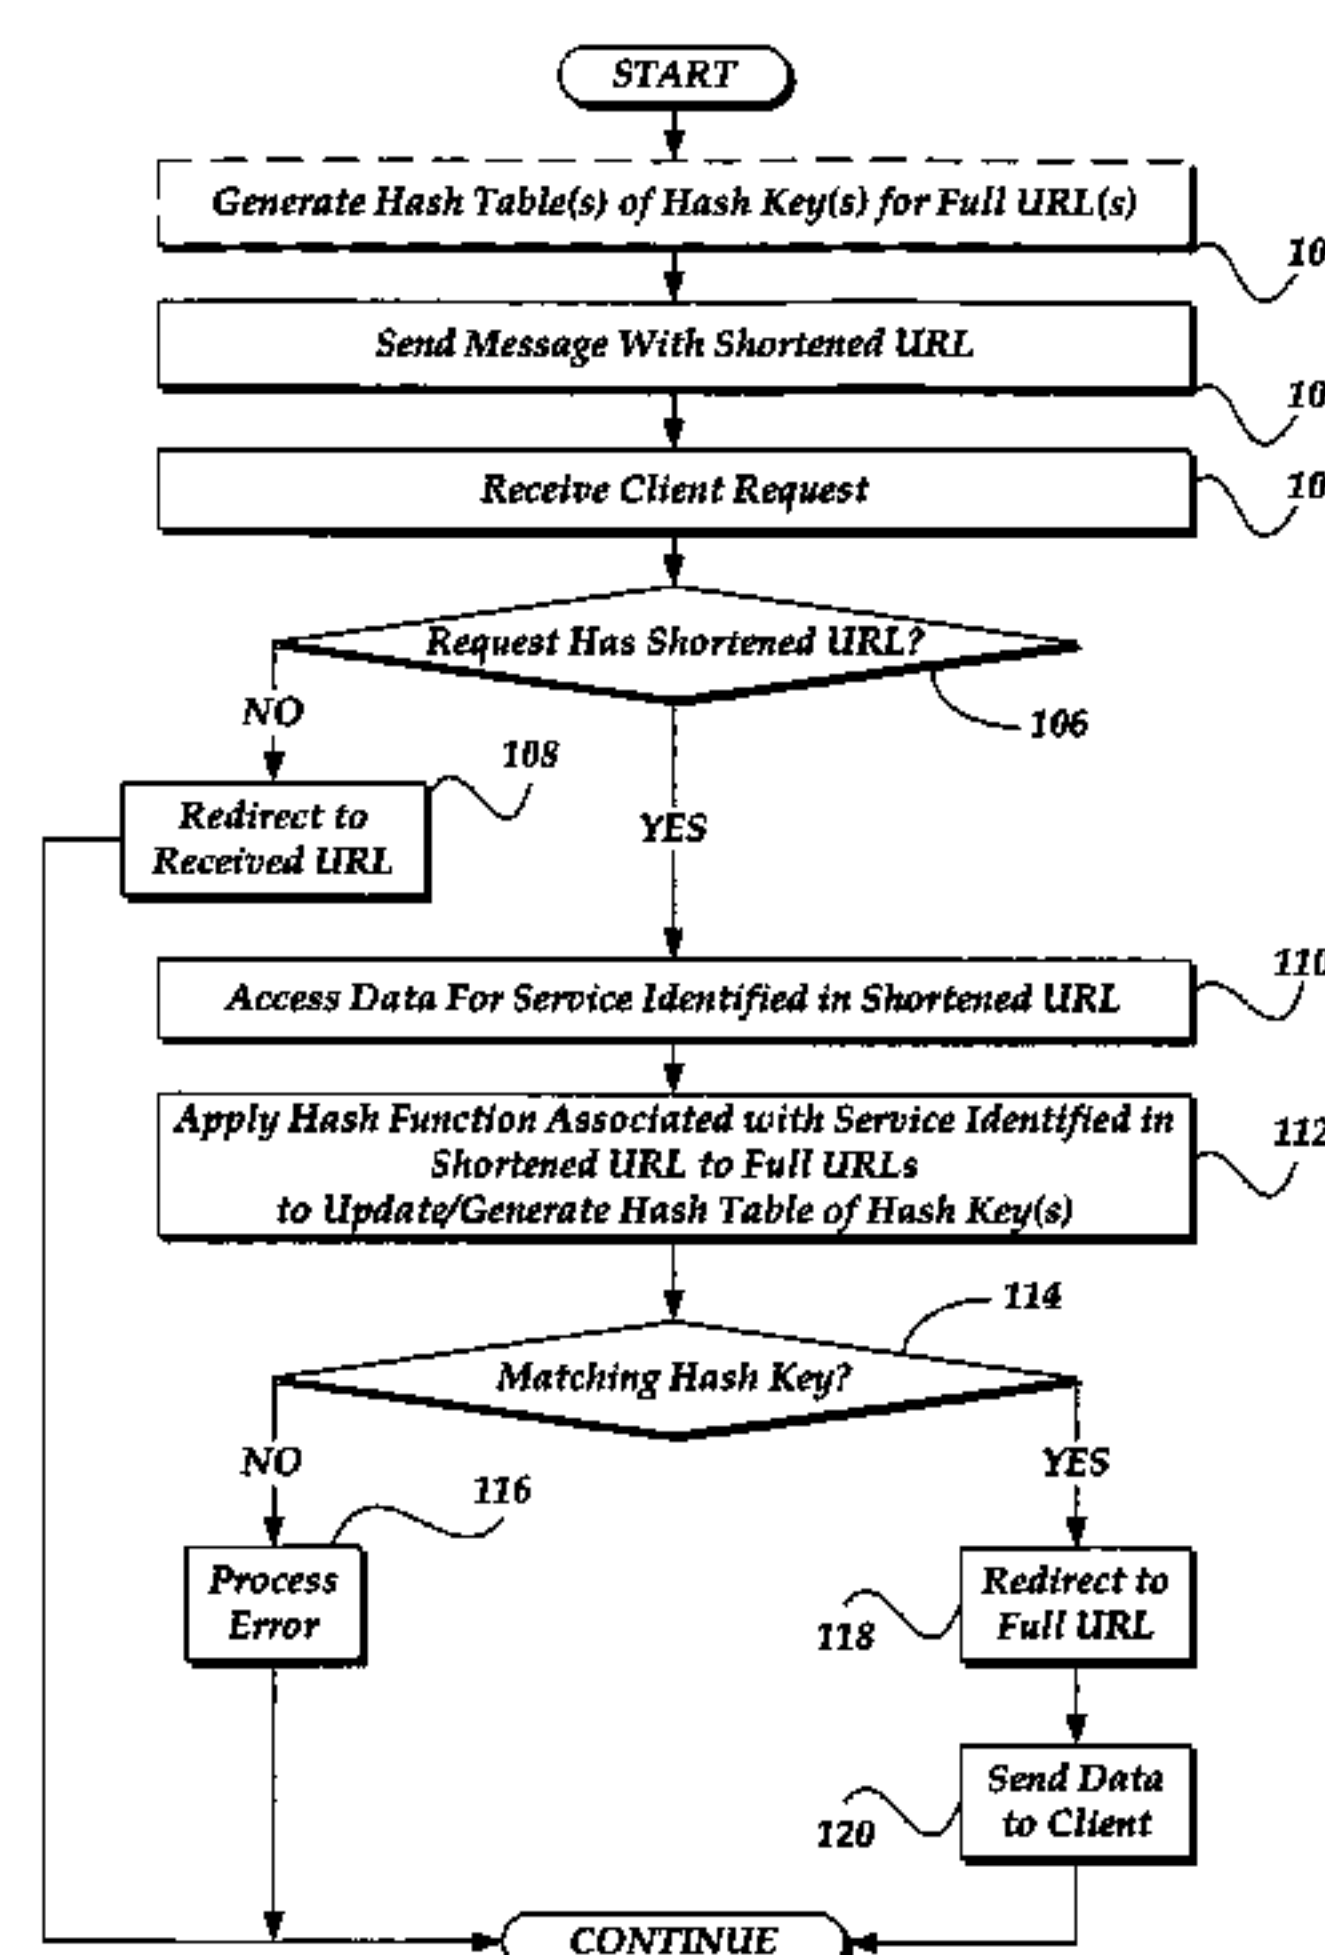 START
Generate Hash Table(s) of Hash Key(s) for Full URL(s)
10
Send Message With Shortened URL
10
Receive Client Request
10
Request Has Shortened URL?
106
NO
108
Redirect to
Received URL
YES
110
Access Data For Service Identified in Shortened URL
112
Apply Hash Function Associated with Service Identified in
Shortened URL to Full URLs
to Update/Generate Hash Table of Hash Key(s)
114
Matching Hash Key?
NO
YES
116
Process
Error
Redirect to
Full URL
118
Send Data
to Client
120
CONTINUE